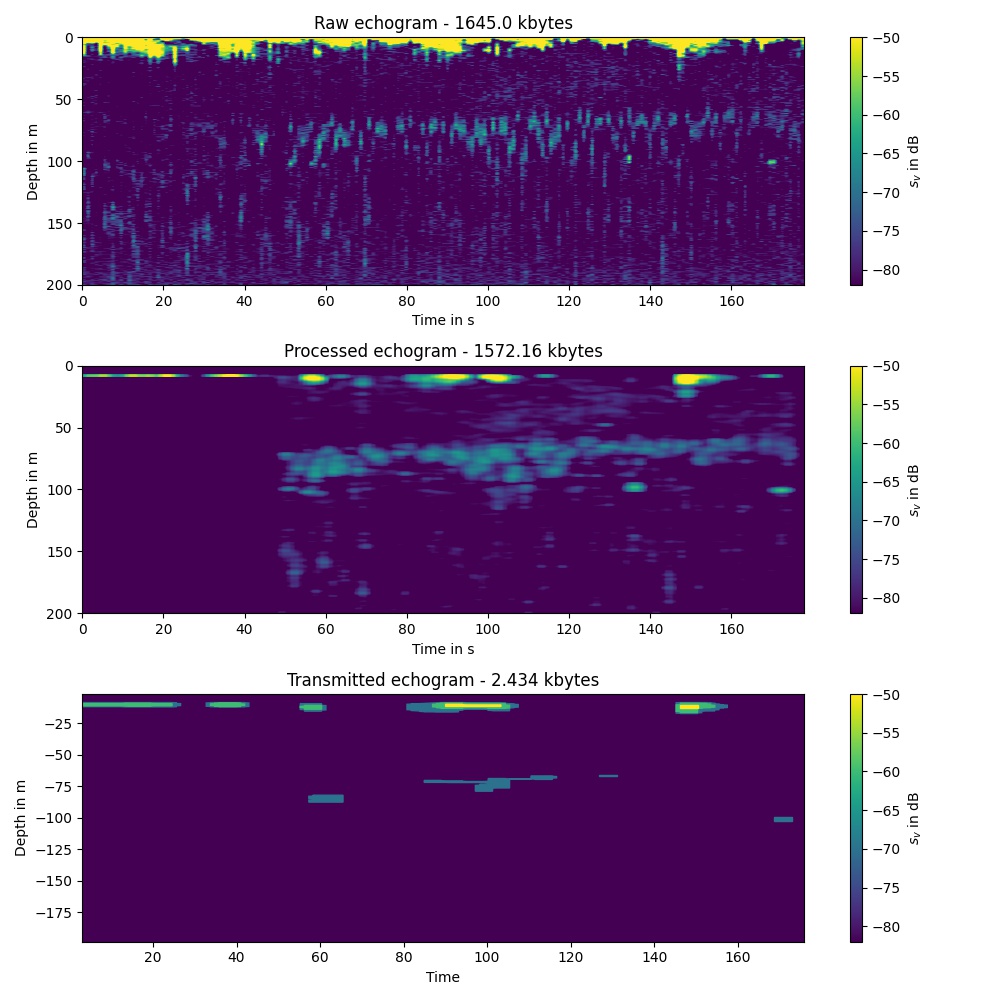 Raw echogram - 1645.0 kbytes
0
50
100
150
200
Depth in m
0 20 40 60 80 100 120 140 160
Time in s
−50
−55
−60
−65
−70
−75
−80
sv in dB
Processed echogram - 1572.16 kbytes
0
50
100
150
200
Depth in m
0 20 40 60 80 100 120 140 160
Time in s
−50
−55
−60
−65
−70
−75
−80
sv in dB
Transmitted echogram - 2.434 kbytes
−25
−50
−75
−100
−125
−150
−175
Depth in m
20 40 60 80 100 120 140 160
Time
−50
−55
−60
−65
−70
−75
−80
sv in dB